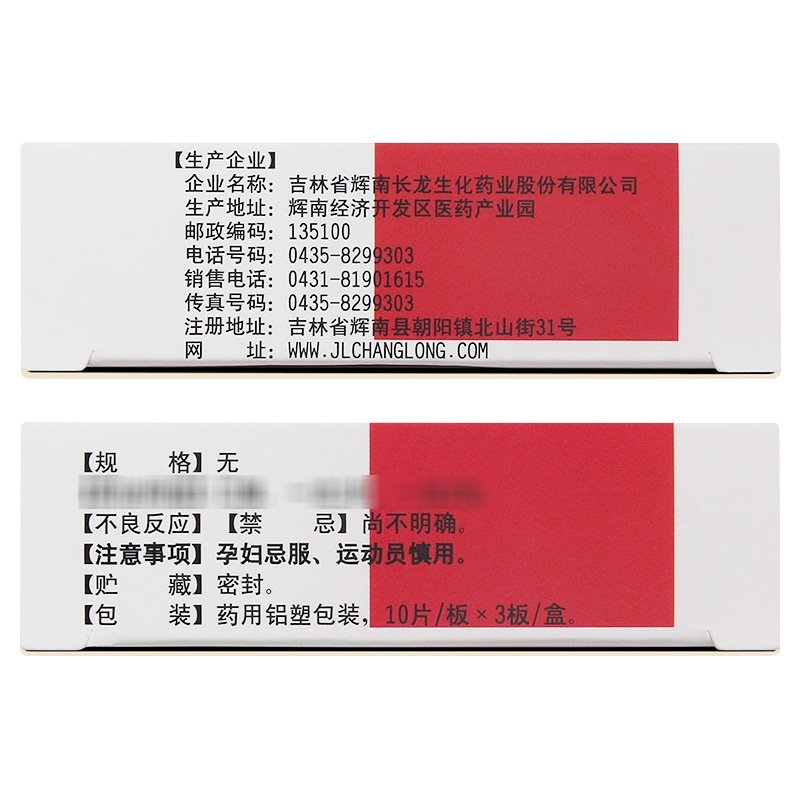 【生产企业】
企业名称：吉林省辉南长龙生化药业股份有限公司
生产地址：辉南经济开发区医药产业园
邮政编码：135100
电话号码：0435-8299303
销售电话：0431-81901615
传真号码：0435-8299303
注册地址：吉林省辉南县朝阳镇北山街31号
网　　址：WWW.JLCHANGLONG.COM
【规　　格】无
【不良反应】【禁　　忌】尚不明确。
【注意事项】孕妇忌服、运动员慎用。
【贮　　藏】密封。
【包　　装】药用铝塑包装，10片/板×3板/盒。